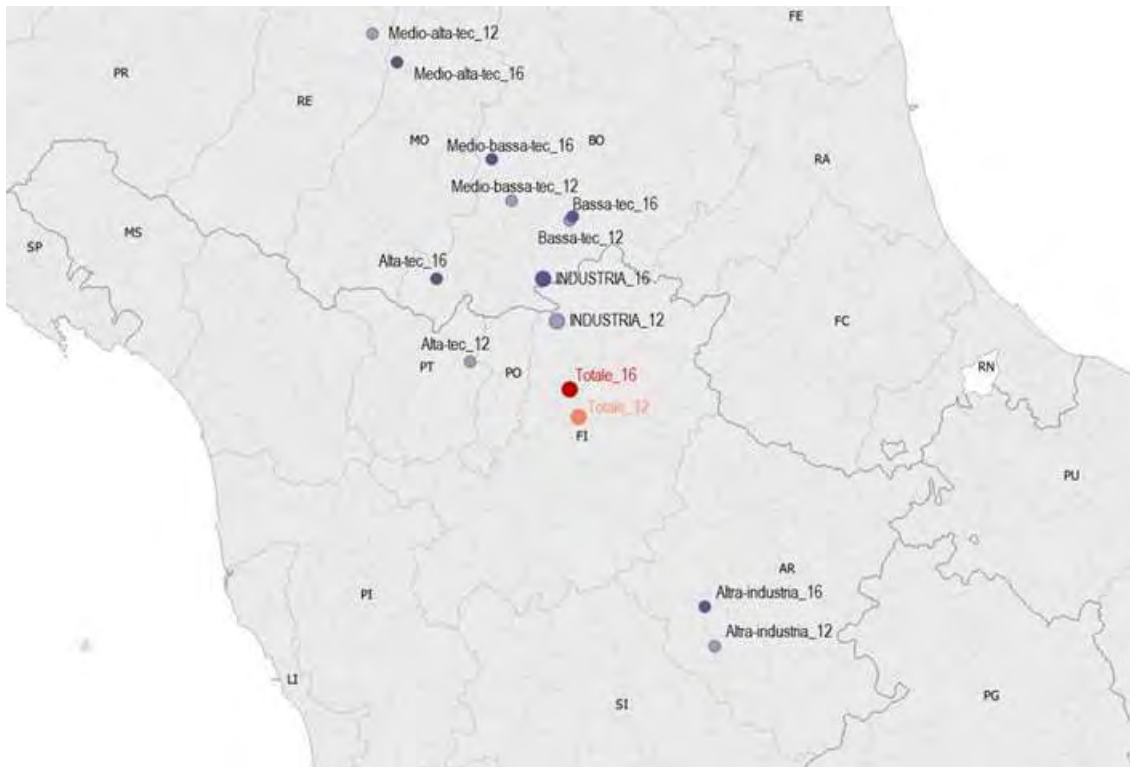 FE
Medio-alta-tec_12
PR
Medio-alta-tec_16
RE
MO
BO
Medio-bassa-tec_16
RA
Medio-bassa-tec_12
Bassa-tec_16
MS
Bassa-tec_12
SP
Alta-tec_16
INDUSTRIA_16
INDUSTRIA_12
FC
Alta-tec_12
PT
PO
RN
Totale_16
Totale_12
FI
PU
AR
PI
Altra-industria_16
Altra-industria_12
LI
SI
PG